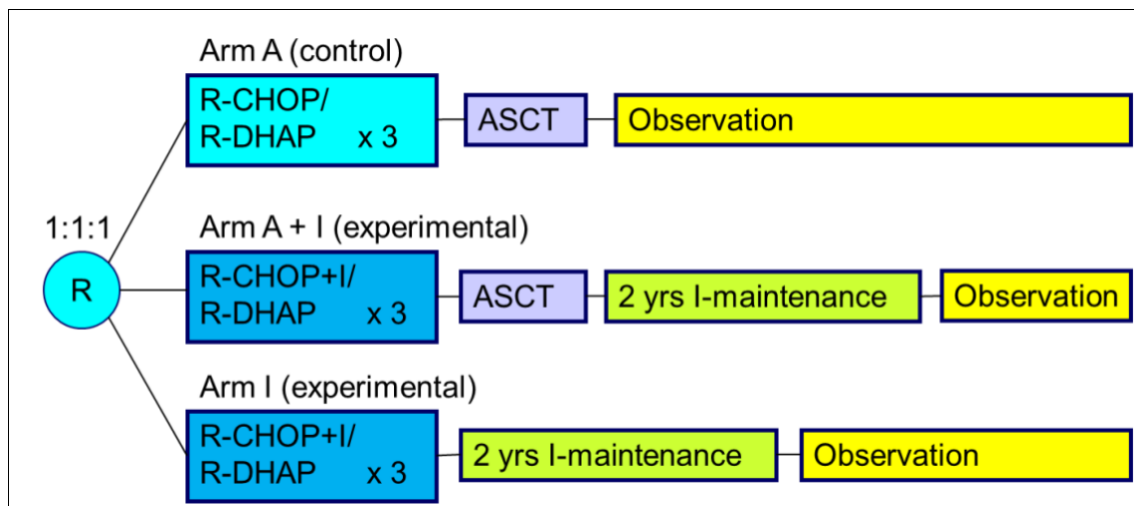 Arm A (control)
R-CHOP/
R-DHAP x 3
ASCT
Observation
1:1:1
R
Arm A + I (experimental)
R-CHOP+I/
R-DHAP x 3
ASCT
2 yrs I-maintenance
Observation
Arm I (experimental)
R-CHOP+I/
R-DHAP x 3
2 yrs I-maintenance
Observation